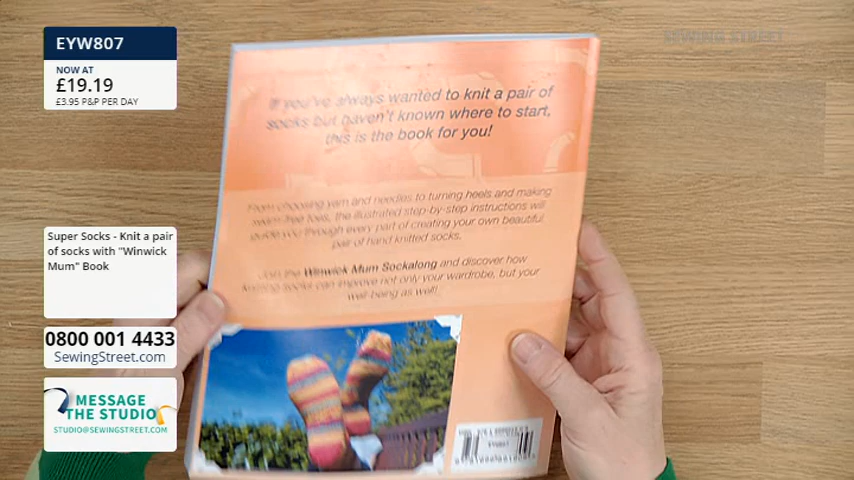 EYW807
NOW AT
£19.19
£3.95 P&P PER DAY
SEWING STREET
If you've always wanted to knit a pair of
socks but haven't known where to start,
this is the book for you!
From choosing yarn and needles to turning heels and making
seam-free toes, the illustrated step-by-step instructions will
guide you through every part of creating your own beautiful
pair of hand knitted socks.
Join the Winwick Mum Sockalong and discover how
knitting socks can improve not only your wardrobe, but your
well-being as well!
Super Socks - Knit a pair
of socks with "Winwick
Mum" Book
0800 001 4433
SewingStreet.com
MESSAGE
THE STUDIO
STUDIO@SEWINGSTREET.COM
EYW807